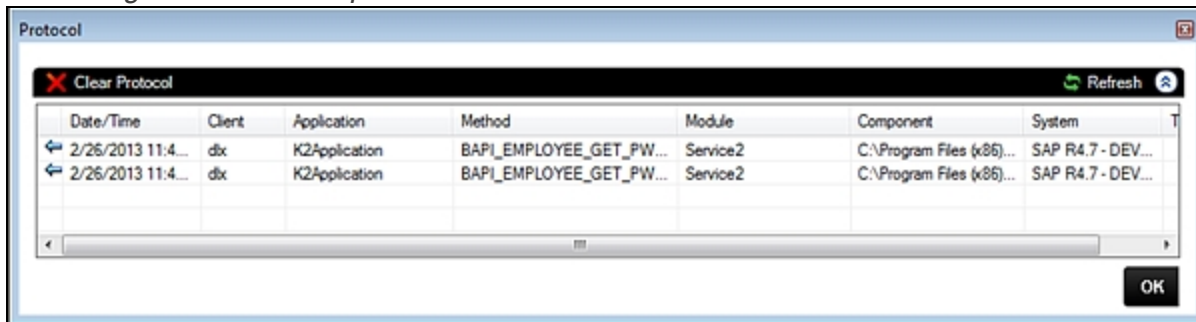 Protocol
Clear Protocol Refresh
Date/Time Client Application Method Module Component System T
2/26/2013 11:4... dlx K2Application BAPI_EMPLOYEE_GET_PW... Service2 C:\Program Files (x86)... SAP R4.7 - DEV...
2/26/2013 11:4... dlx K2Application BAPI_EMPLOYEE_GET_PW... Service2 C:\Program Files (x86)... SAP R4.7 - DEV...
OK